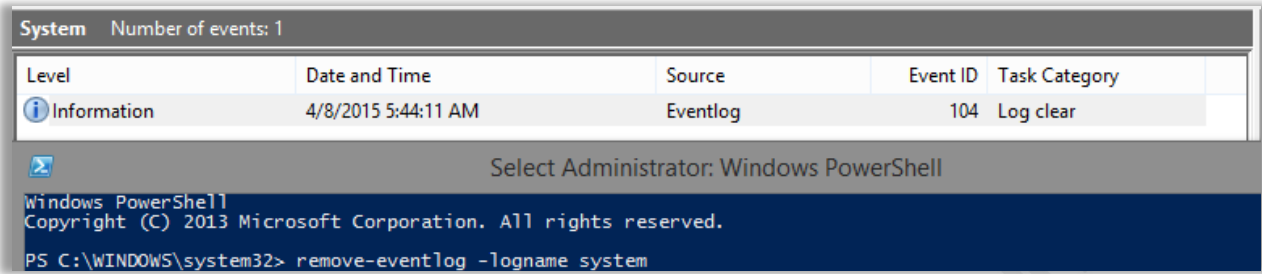 System Number of events: 1
Level Date and Time Source Event ID Task Category
Information 4/8/2015 5:44:11 AM Eventlog 104 Log clear
Select Administrator: Windows PowerShell
Windows PowerShell
Copyright (C) 2013 Microsoft Corporation. All rights reserved.
PS C:\WINDOWS\system32> remove-eventlog -logname system